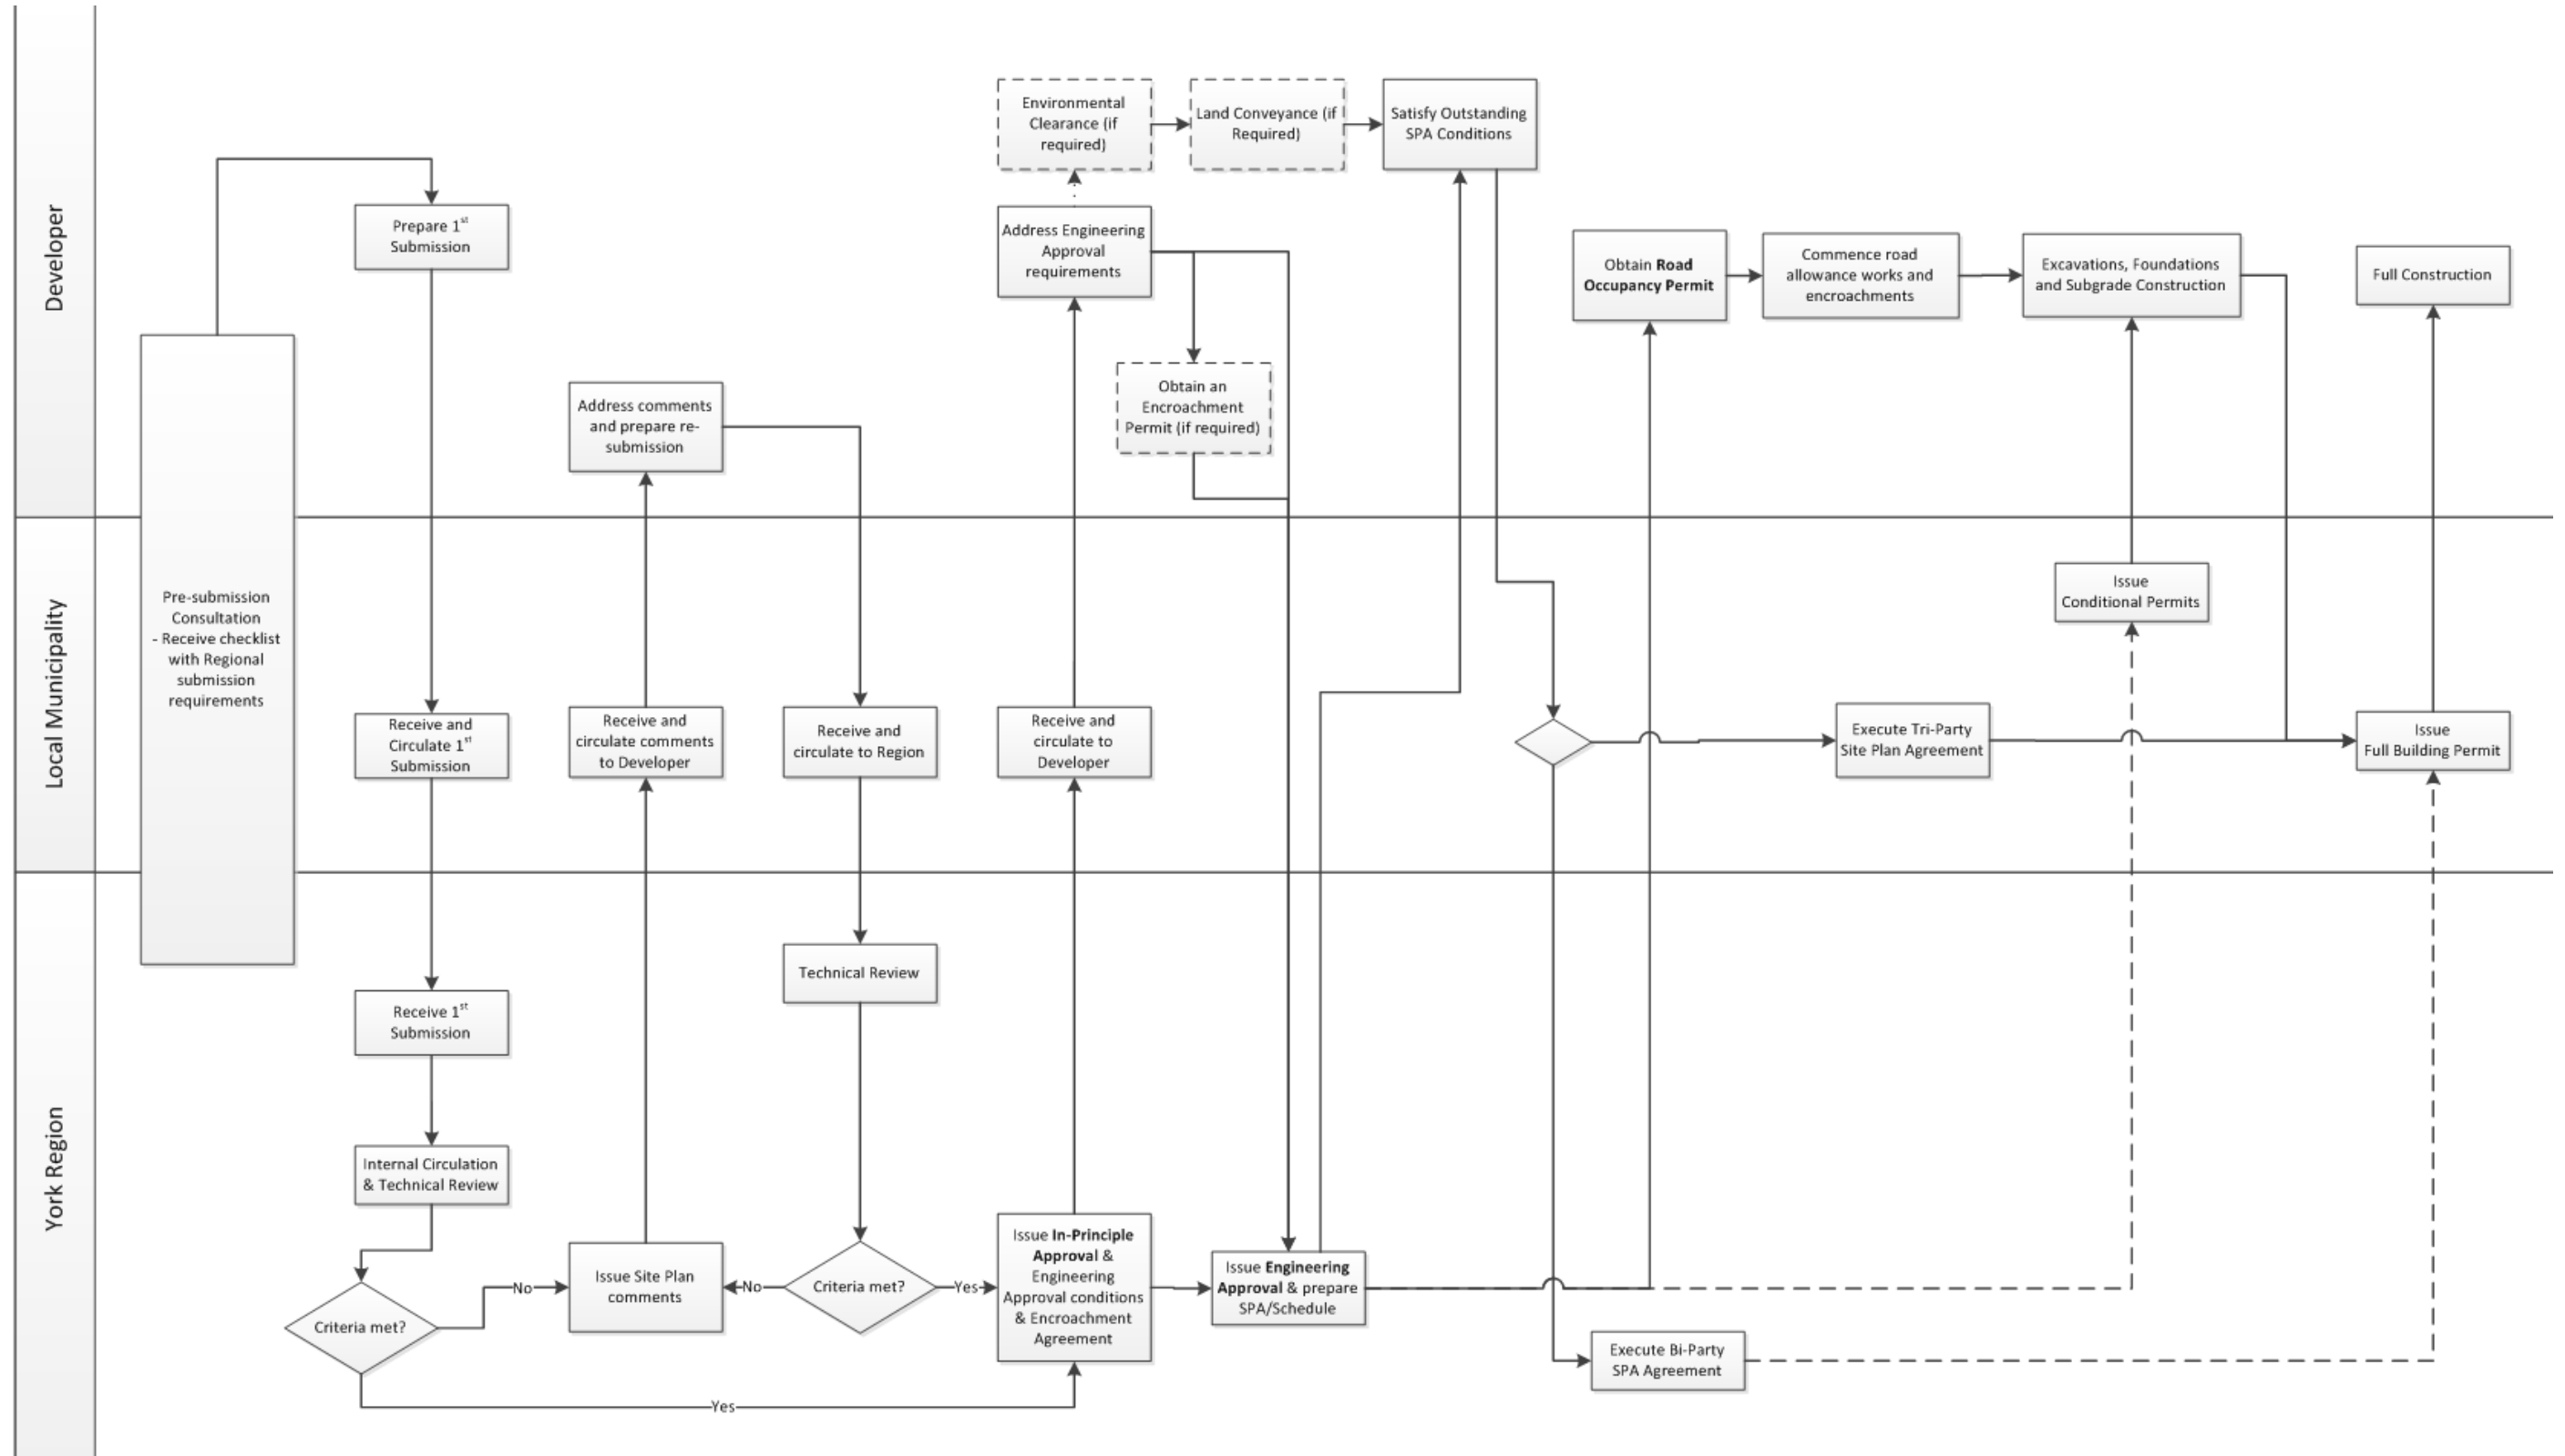 Developer
Environmental
Clearance (if
required)
Land Conveyance (if
Required)
Satisfy Outstanding
SPA Conditions
Prepare 1st
Submission
Address Engineering
Approval
requirements
Obtain Road
Occupancy Permit
Commence road
allowance works and
encroachments
Excavations, Foundations
and Subgrade Construction
Full Construction
Address comments
and prepare re-
submission
Obtain an
Encroachment
Permit (if required)
Local Municipality
Pre-submission
Consultation
- Receive checklist
with Regional
submission
requirements
Issue
Conditional Permits
Receive and
Circulate 1st
Submission
Receive and
circulate comments
to Developer
Receive and
circulate to Region
Receive and
circulate to
Developer
Execute Tri-Party
Site Plan Agreement
Issue
Full Building Permit
York Region
Technical Review
Receive 1st
Submission
Internal Circulation
& Technical Review
Criteria met?
No
Issue Site Plan
comments
No
Criteria met?
Yes
Issue In-Principle
Approval &
Engineering
Approval conditions
& Encroachment
Agreement
Issue Engineering
Approval & prepare
SPA/Schedule
Execute Bi-Party
SPA Agreement
Yes